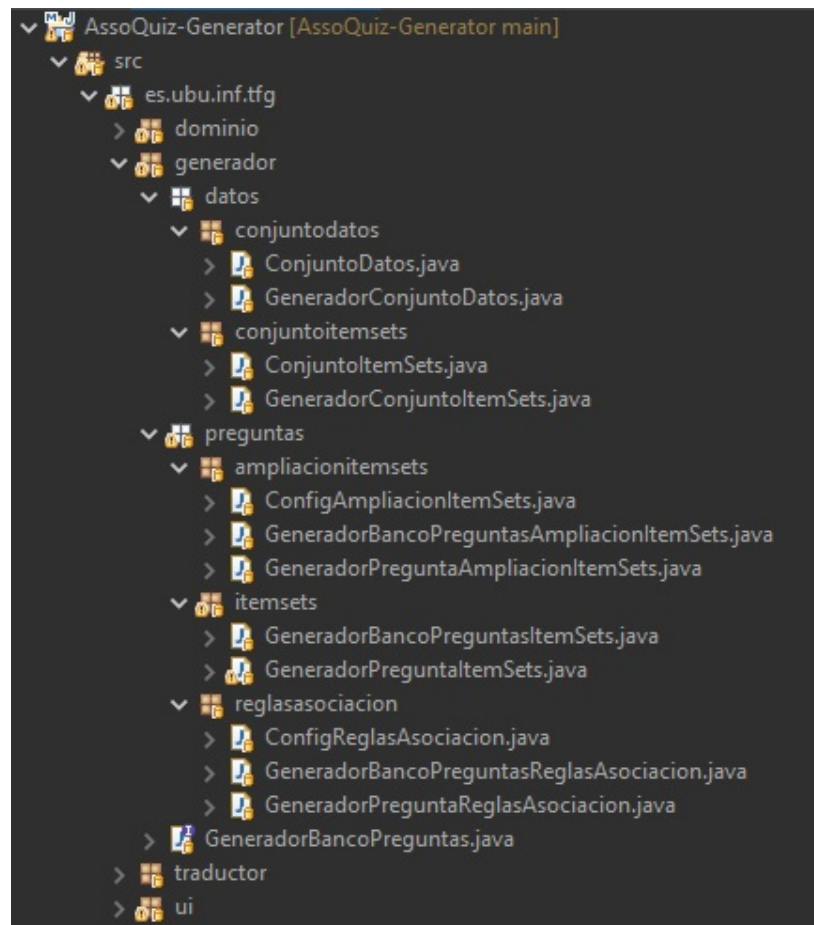 AssoQuiz-Generator [AssoQuiz-Generator main]
src
es.ubu.inf.tfg
dominio
generador
datos
conjuntodatos
ConjuntoDatos.java
GeneradorConjuntoDatos.java
conjuntoitemsets
ConjuntoItemSets.java
GeneradorConjuntoItemSets.java
preguntas
ampliacionitemsets
ConfigAmpliacionItemSets.java
GeneradorBancoPreguntasAmpliacionItemSets.java
GeneradorPreguntaAmpliacionItemSets.java
itemsets
GeneradorBancoPreguntasItemSets.java
GeneradorPreguntaItemSets.java
reglasasociacion
ConfigReglasAsociacion.java
GeneradorBancoPreguntasReglasAsociacion.java
GeneradorPreguntaReglasAsociacion.java
GeneradorBancoPreguntas.java
traductor
ui